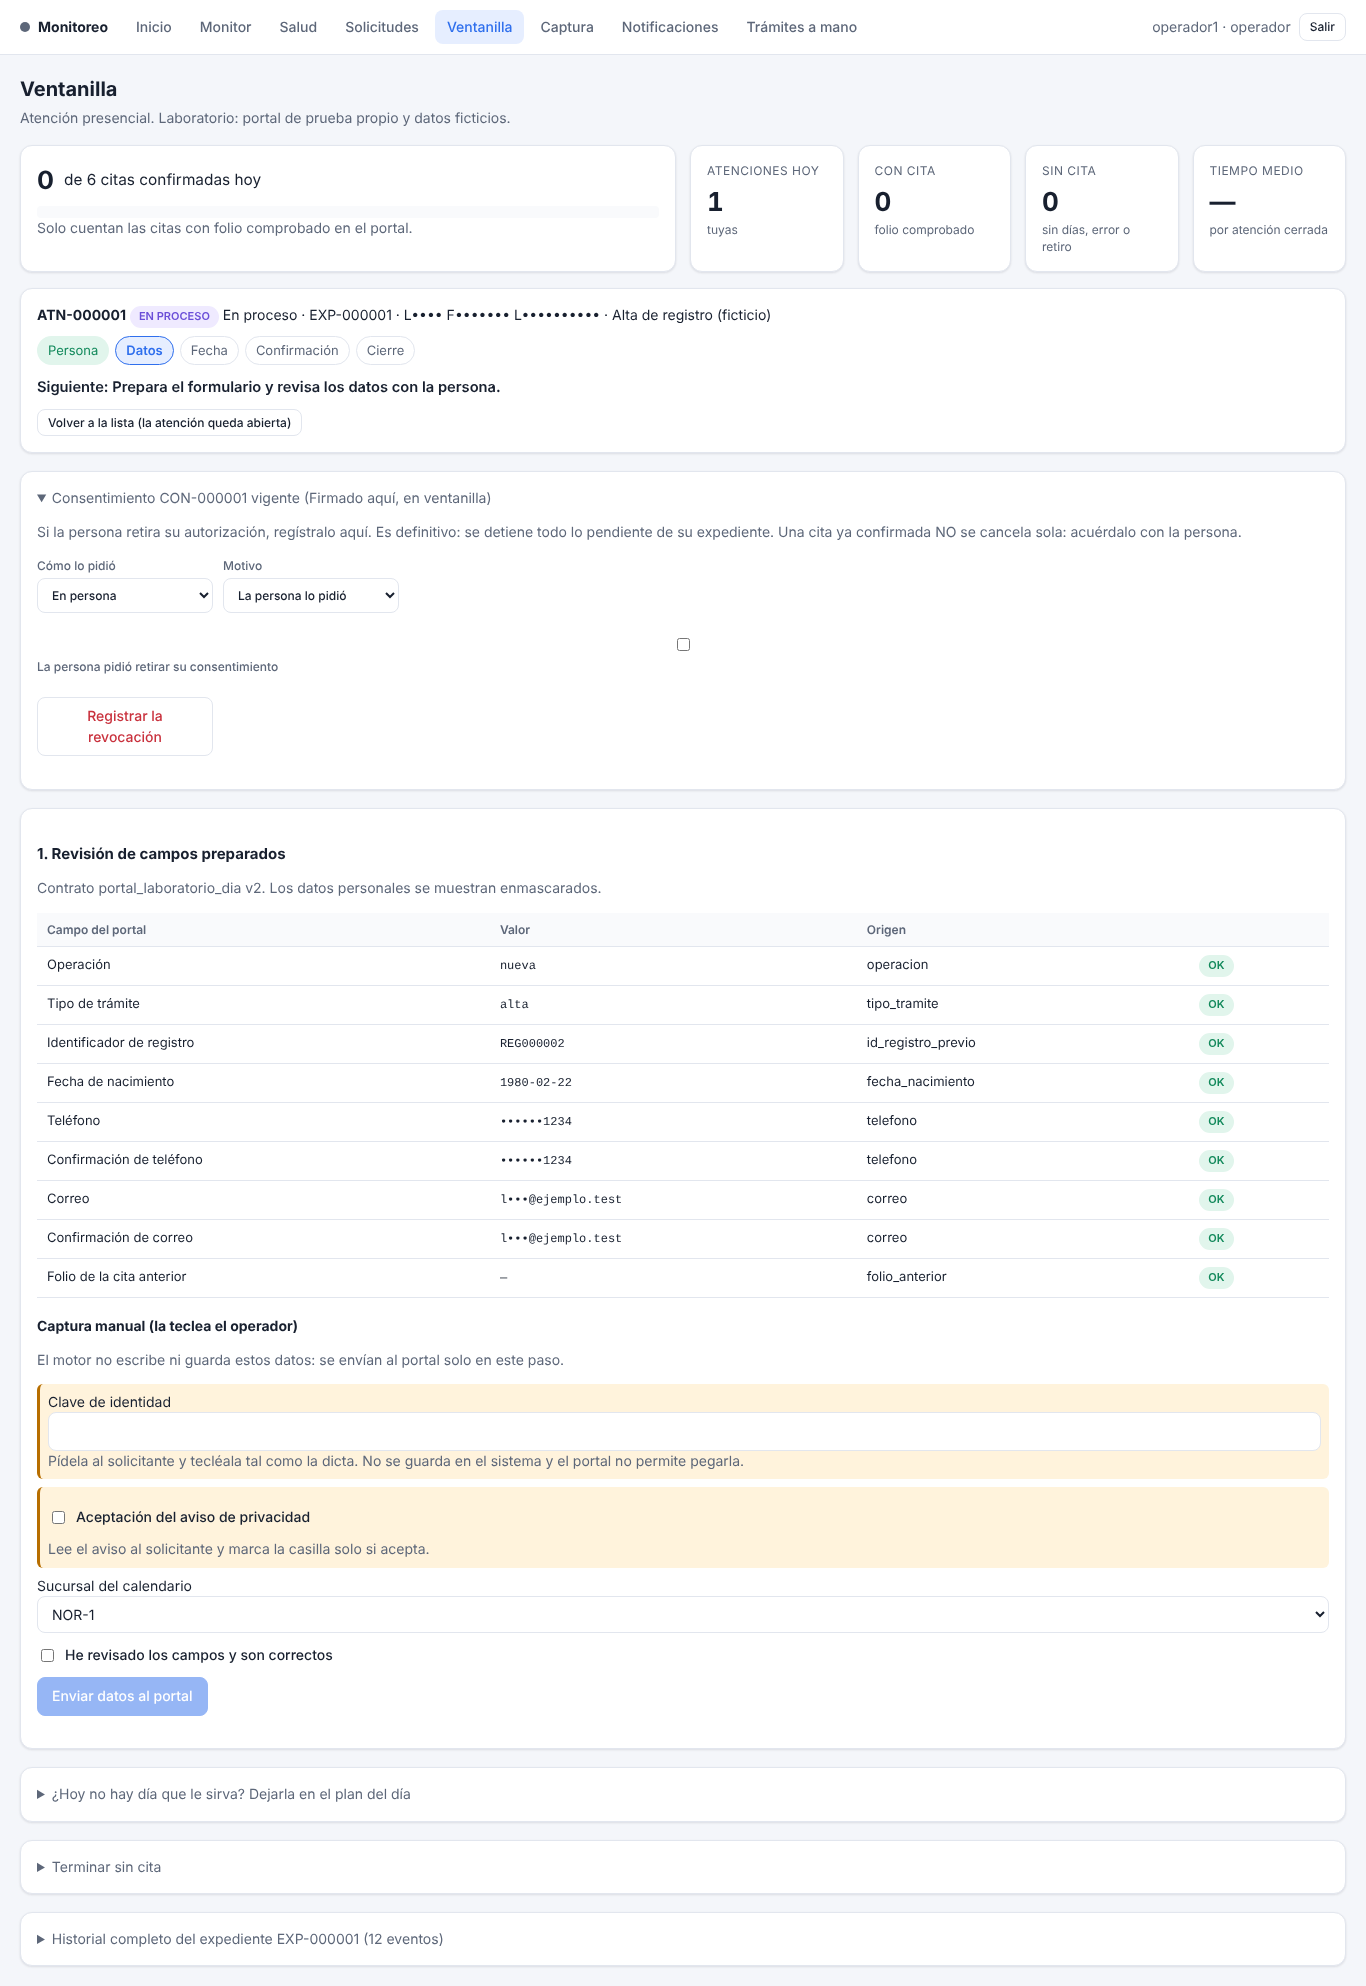 Monitoreo Inicio Monitor Salud Solicitudes Ventanilla Captura Notificaciones Trámites a mano operador1 · operador Salir
Ventanilla
Atención presencial. Laboratorio: portal de prueba propio y datos ficticios.
0 de 6 citas confirmadas hoy
Solo cuentan las citas con folio comprobado en el portal.
ATENCIONES HOY
1
tuyas
CON CITA
0
folio comprobado
SIN CITA
0
sin días, error o
retiro
TIEMPO MEDIO
—
por atención cerrada
ATN-000001 EN PROCESO En proceso · EXP-000001 · L•••• F••••••• L•••••••••• · Alta de registro (ficticio)
Persona Datos Fecha Confirmación Cierre
Siguiente: Prepara el formulario y revisa los datos con la persona.
Volver a la lista (la atención queda abierta)
▼ Consentimiento CON-000001 vigente (Firmado aquí, en ventanilla)
Si la persona retira su autorización, regístralo aquí. Es definitivo: se detiene todo lo pendiente de su expediente. Una cita ya confirmada NO se cancela sola: acuérdalo con la persona.
Cómo lo pidió Motivo
En persona La persona lo pidió
La persona pidió retirar su consentimiento
Registrar la
revocación
1. Revisión de campos preparados
Contrato portal_laboratorio_dia v2. Los datos personales se muestran enmascarados.
Campo del portal Valor Origen
Operación nueva operacion OK
Tipo de trámite alta tipo_tramite OK
Identificador de registro REG000002 id_registro_previo OK
Fecha de nacimiento 1980-02-22 fecha_nacimiento OK
Teléfono ••••••1234 telefono OK
Confirmación de teléfono ••••••1234 telefono OK
Correo l•••@ejemplo.test correo OK
Confirmación de correo l•••@ejemplo.test correo OK
Folio de la cita anterior — folio_anterior OK
Captura manual (la teclea el operador)
El motor no escribe ni guarda estos datos: se envían al portal solo en este paso.
Clave de identidad
Pídela al solicitante y tecléala tal como la dicta. No se guarda en el sistema y el portal no permite pegarla.
Aceptación del aviso de privacidad
Lee el aviso al solicitante y marca la casilla solo si acepta.
Sucursal del calendario
NOR-1
He revisado los campos y son correctos
Enviar datos al portal
▶ ¿Hoy no hay día que le sirva? Dejarla en el plan del día
▶ Terminar sin cita
▶ Historial completo del expediente EXP-000001 (12 eventos)